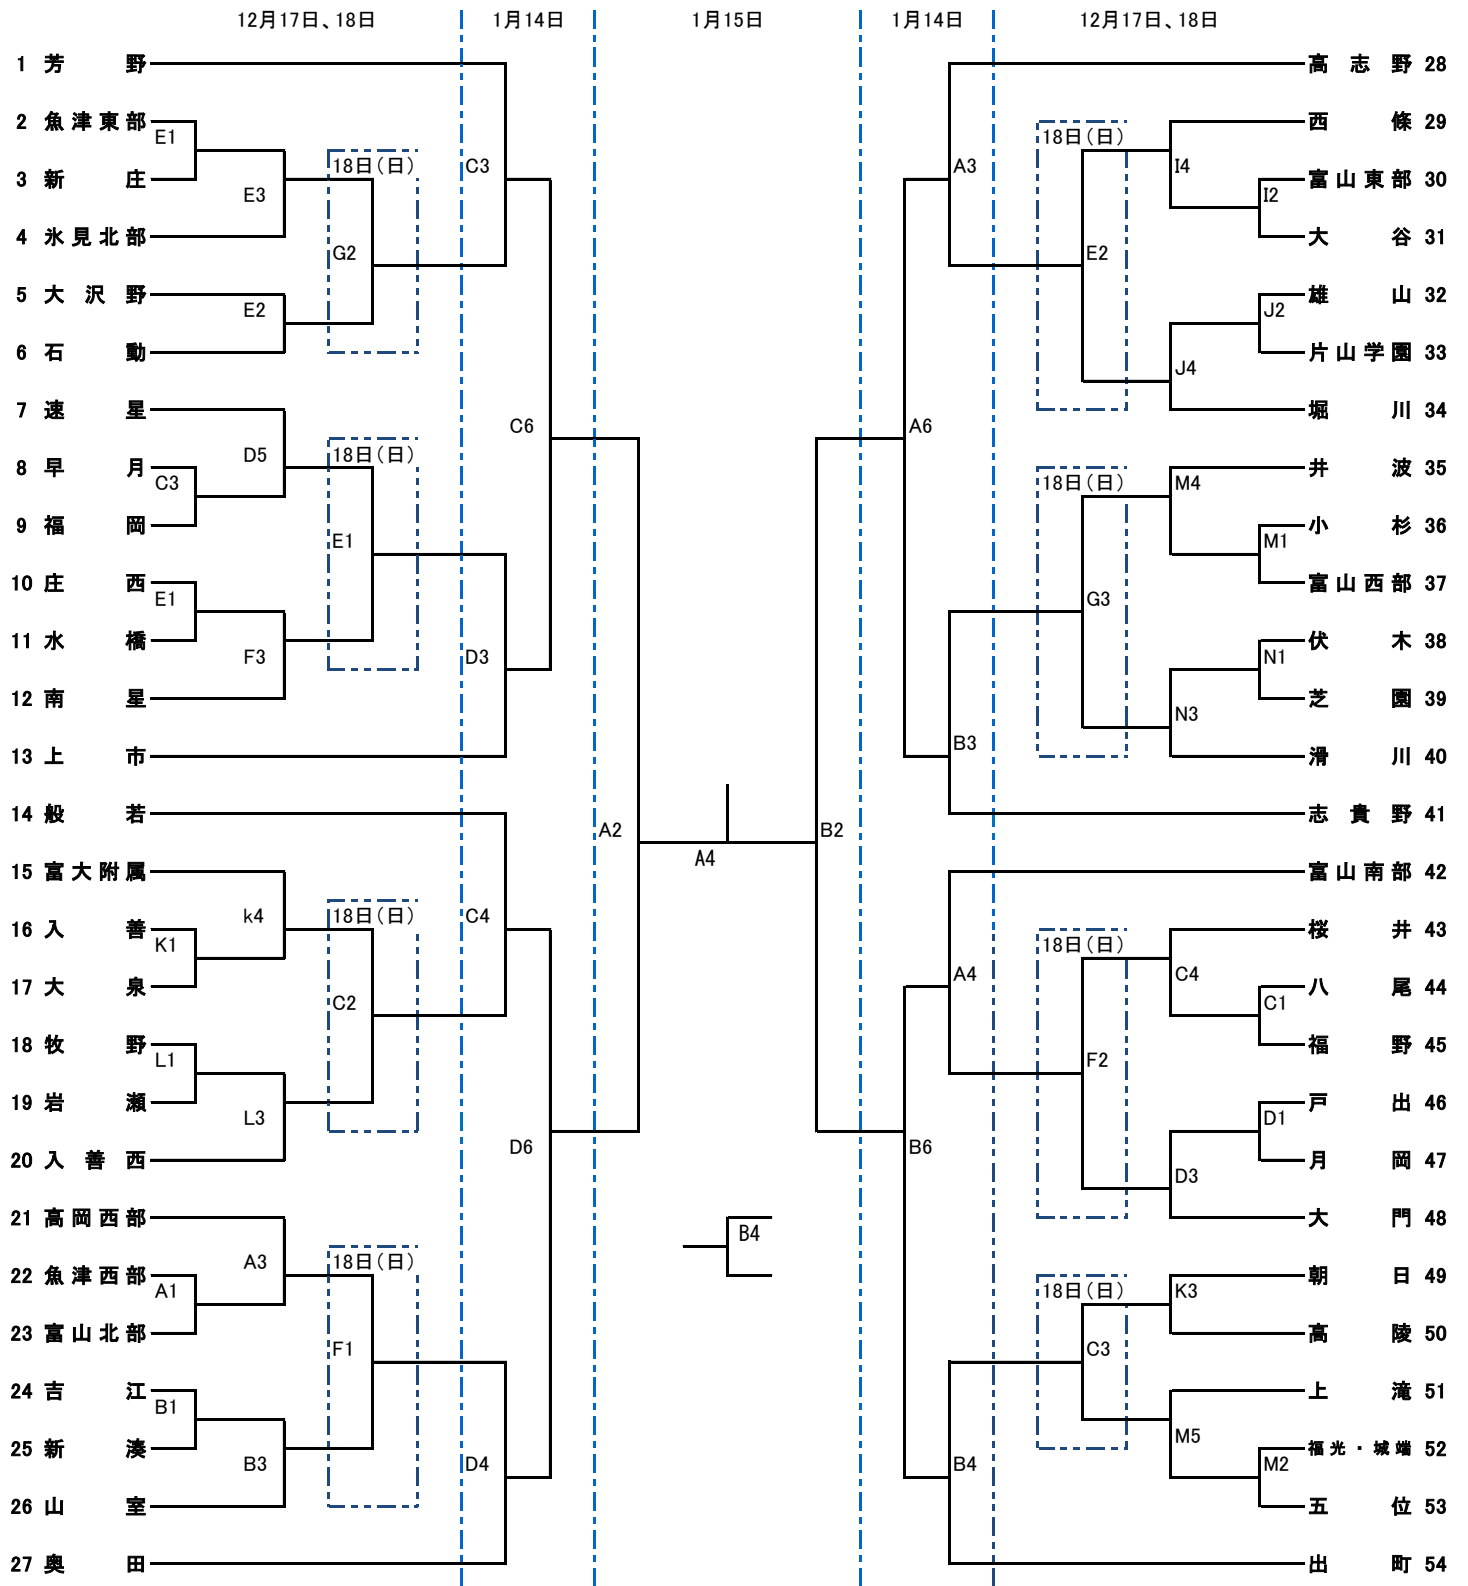 12月17日、18日
1月14日
1月15日
1月14日
12月17日、18日
1 芳野
2 魚津東部
E1
3 新庄
E3
18日(日)
4 氷見北部
G2
5 大沢野
E2
6 石動
C3
7 速星
D5
8 早月
C3
9 福岡
18日(日)
E1
10 庄西
E1
11 水橋
F3
12 南星
D3
13 上市
C6
14 般若
15 富大附属
k4
16 入善
K1
17 大泉
18日(日)
C2
C4
18 牧野
L1
19 岩瀬
L3
20 入善西
D6
21 高岡西部
A3
22 魚津西部
A1
23 富山北部
18日(日)
F1
24 吉江
B1
25 新湊
B3
26 山室
D4
27 奥田
A2
A4
B2
B4
高志野 28
A3
西條 29
18日(日)
I4
富山東部 30
I2
大谷 31
E2
雄山 32
J2
片山学園 33
J4
堀川 34
A6
井波 35
18日(日)
M4
小杉 36
M1
富山西部 37
G3
伏木 38
N1
芝園 39
N3
滑川 40
B3
志貴野 41
富山南部 42
桜井 43
18日(日)
A4
C4
八尾 44
C1
福野 45
F2
戸出 46
D1
月岡 47
D3
B6
大門 48
朝日 49
18日(日)
K3
高陵 50
C3
上滝 51
M5
福光・城端 52
M2
B4
五位 53
出町 54